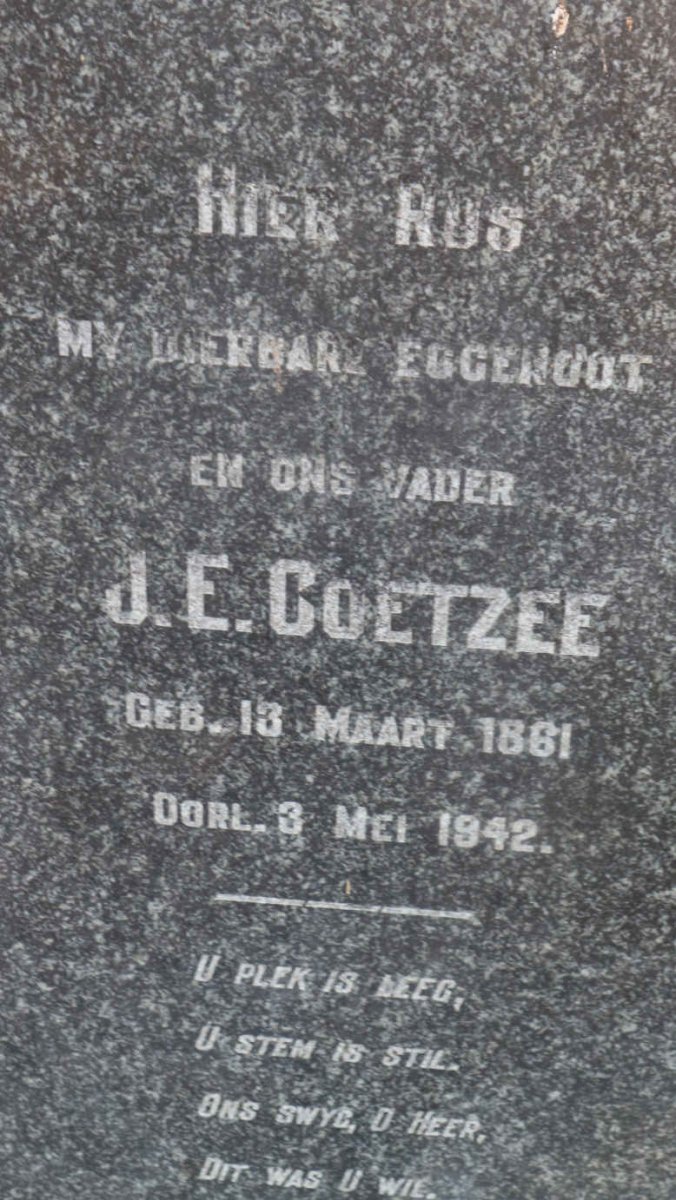 HIER RUS
MY DIERBARE EGGENOOT
EN ONS VADER
J.E. COETZEE
GEB. 13 MAART 1861
OORL. 3 MEI 1942.
U PLEK IS LEEG,
U STEM IS STIL.
ONS SWYG, O HEER,
DIT WAS U WIL.